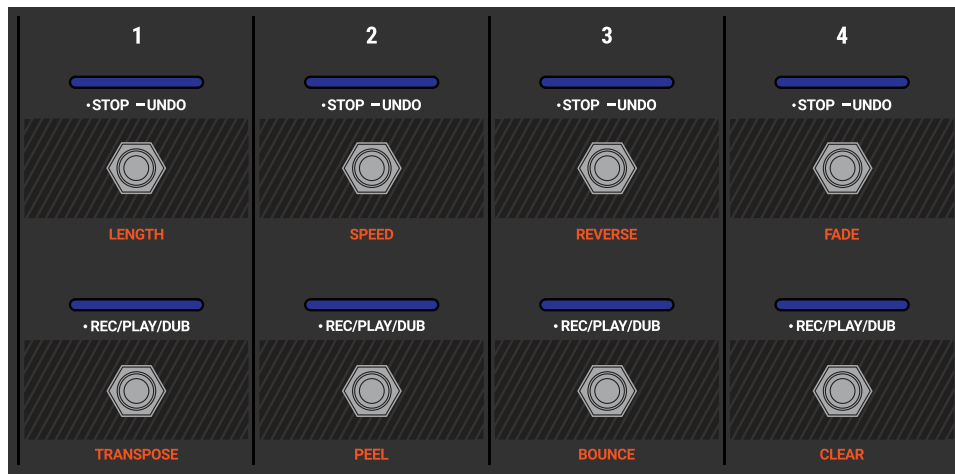 1 2 3 4
•STOP –UNDO •STOP –UNDO •STOP –UNDO •STOP –UNDO
LENGTH SPEED REVERSE FADE
•REC/PLAY/DUB •REC/PLAY/DUB •REC/PLAY/DUB •REC/PLAY/DUB
TRANSPOSE PEEL BOUNCE CLEAR